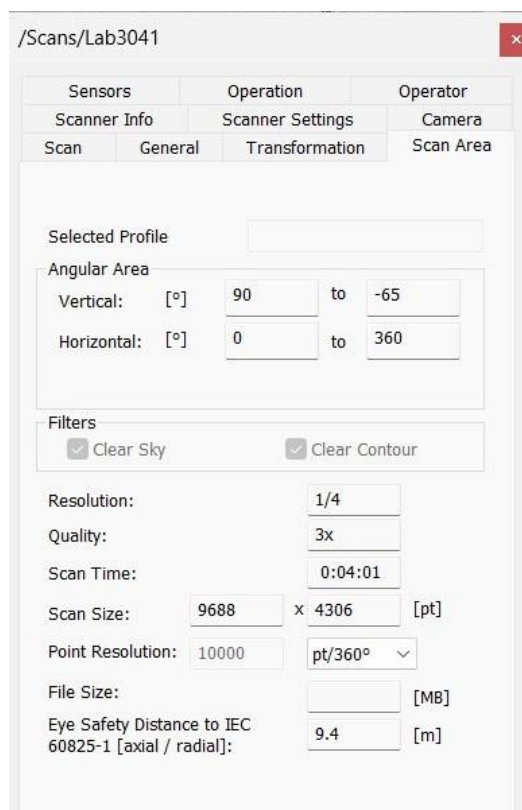 /Scans/Lab3041
Sensors Operation Operator
Scanner Info Scanner Settings Camera
Scan General Transformation Scan Area
Selected Profile
Angular Area
Vertical: [°] 90 to -65
Horizontal: [°] 0 to 360
Filters
Clear Sky Clear Contour
Resolution: 1/4
Quality: 3x
Scan Time: 0:04:01
Scan Size: 9688 x 4306 [pt]
Point Resolution: 10000 pt/360°
File Size: [MB]
Eye Safety Distance to IEC
60825-1 [axial / radial]: 9.4 [m]